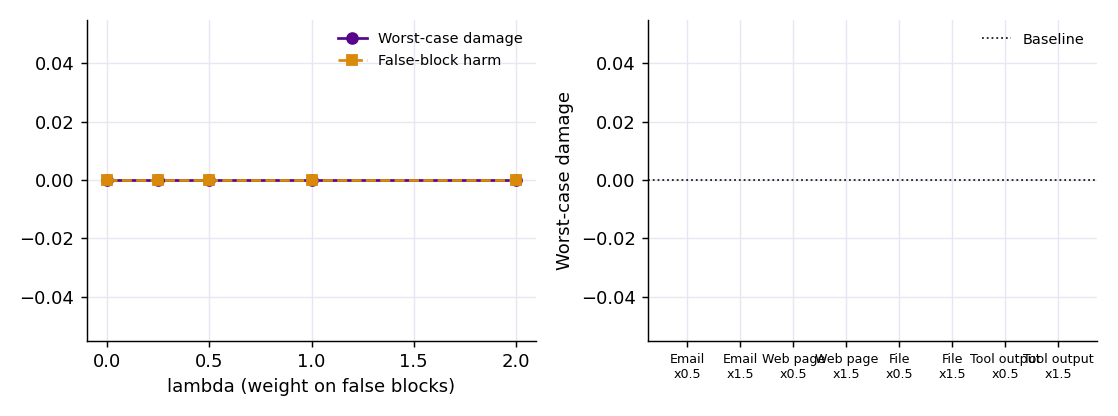 Worst-case damage
False-block harm
0.04
0.02
0.00
−0.02
−0.04
0.0 0.5 1.0 1.5 2.0
lambda (weight on false blocks)
Baseline
Worst-case damage
0.04
0.02
0.00
−0.02
−0.04
Email Email Web page Web page File File Tool output Tool output
x0.5 x1.5 x0.5 x1.5 x0.5 x1.5 x0.5 x1.5